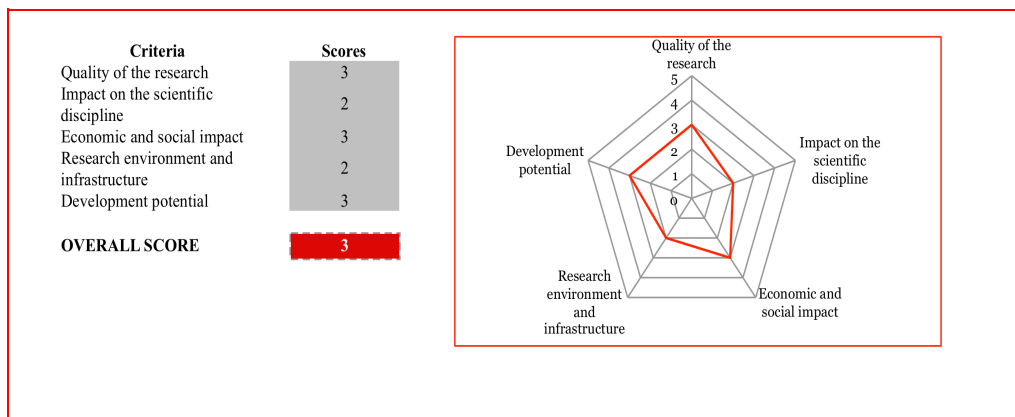 Criteria Scores
Quality of the research 3
Impact on the scientific
discipline 2
Economic and social impact 3
Research environment and
infrastructure 2
Development potential 3
OVERALL SCORE 3
Quality of the
research
5
4
3
2
1
0
Impact on the
scientific
discipline
Economic and
social impact
Research
environment
and
infrastructure
Development
potential